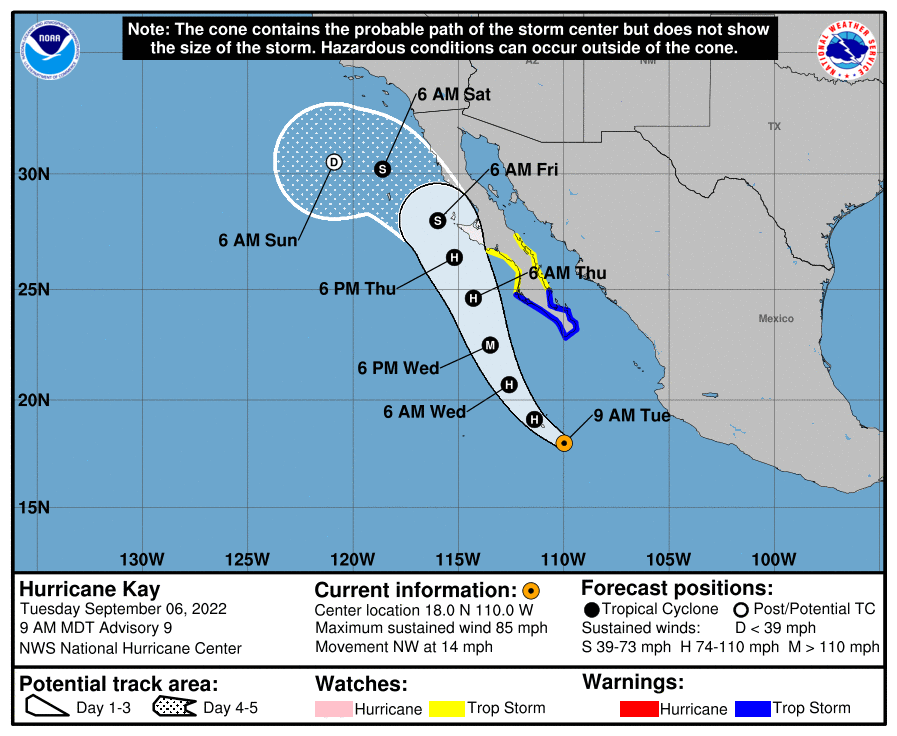 Note: The cone contains the probable path of the storm center but does not show
the size of the storm. Hazardous conditions can occur outside of the cone.
NOAA
NATIONAL WEATHER SERVICE
AZ
NM
TX
Mexico
6 AM Sat
6 AM Fri
6 AM Sun
6 AM Thu
6 PM Thu
6 PM Wed
6 AM Wed
9 AM Tue
D
S
S
H
H
M
H
H
30N
25N
20N
15N
130W 125W 120W 115W 110W 105W 100W
Hurricane Kay
Tuesday September 06, 2022
9 AM MDT Advisory 9
NWS National Hurricane Center
Current information:
Center location 18.0 N 110.0 W
Maximum sustained wind 85 mph
Movement NW at 14 mph
Forecast positions:
Tropical Cyclone Post/Potential TC
Sustained winds: D < 39 mph
S 39-73 mph H 74-110 mph M > 110 mph
Potential track area:
Day 1-3 Day 4-5
Watches:
Hurricane Trop Storm
Warnings:
Hurricane Trop Storm